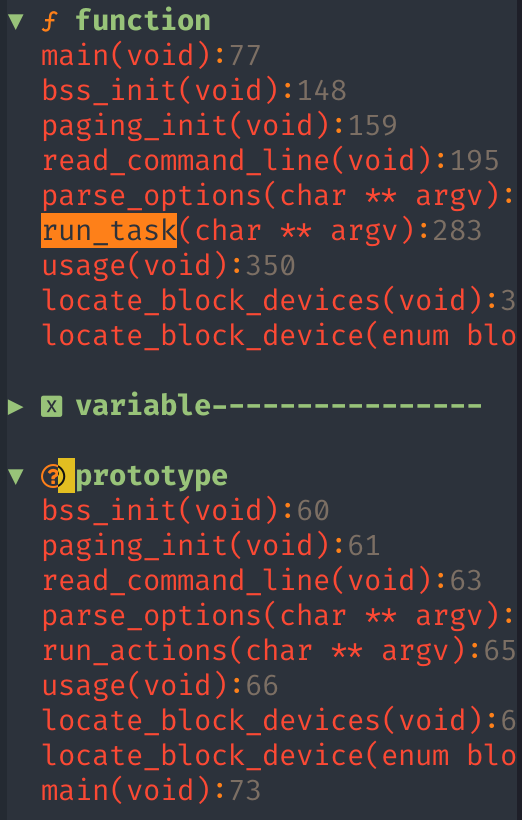 ▼ ƒ function
main(void):77
bss_init(void):148
paging_init(void):159
read_command_line(void):195
parse_options(char ** argv):
run_task(char ** argv):283
usage(void):350
locate_block_devices(void):3
locate_block_device(enum blo
▶ x variable---------------
▼ ? prototype
bss_init(void):60
paging_init(void):61
read_command_line(void):63
parse_options(char ** argv):
run_actions(char ** argv):65
usage(void):66
locate_block_devices(void):6
locate_block_device(enum blo
main(void):73